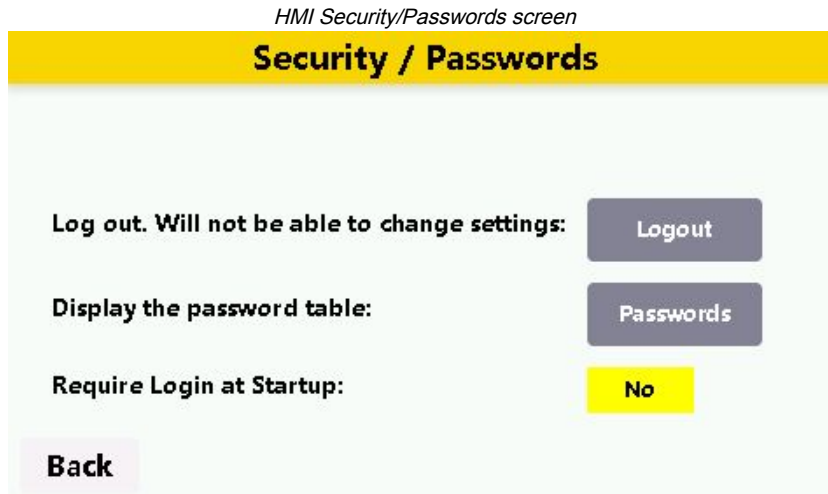 HMI Security/Passwords screen
Security / Passwords
Log out. Will not be able to change settings: Logout
Display the password table: Passwords
Require Login at Startup: No
Back